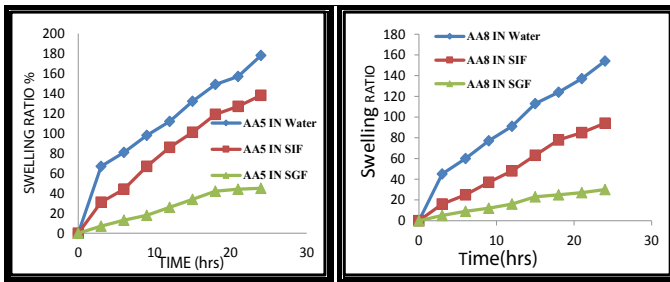 200
180
160
140
120
100
80
60
40
20
0
SWELLING RATIO %
AA5 IN Water
AA5 IN SIF
AA5 IN SGF
0
10
20
30
TIME (hrs)
180
160
140
120
100
80
60
40
20
0
Swelling RATIO
AA8 IN Water
AA8 IN SIF
AA8 IN SGF
0
10
20
30
Time(hrs)